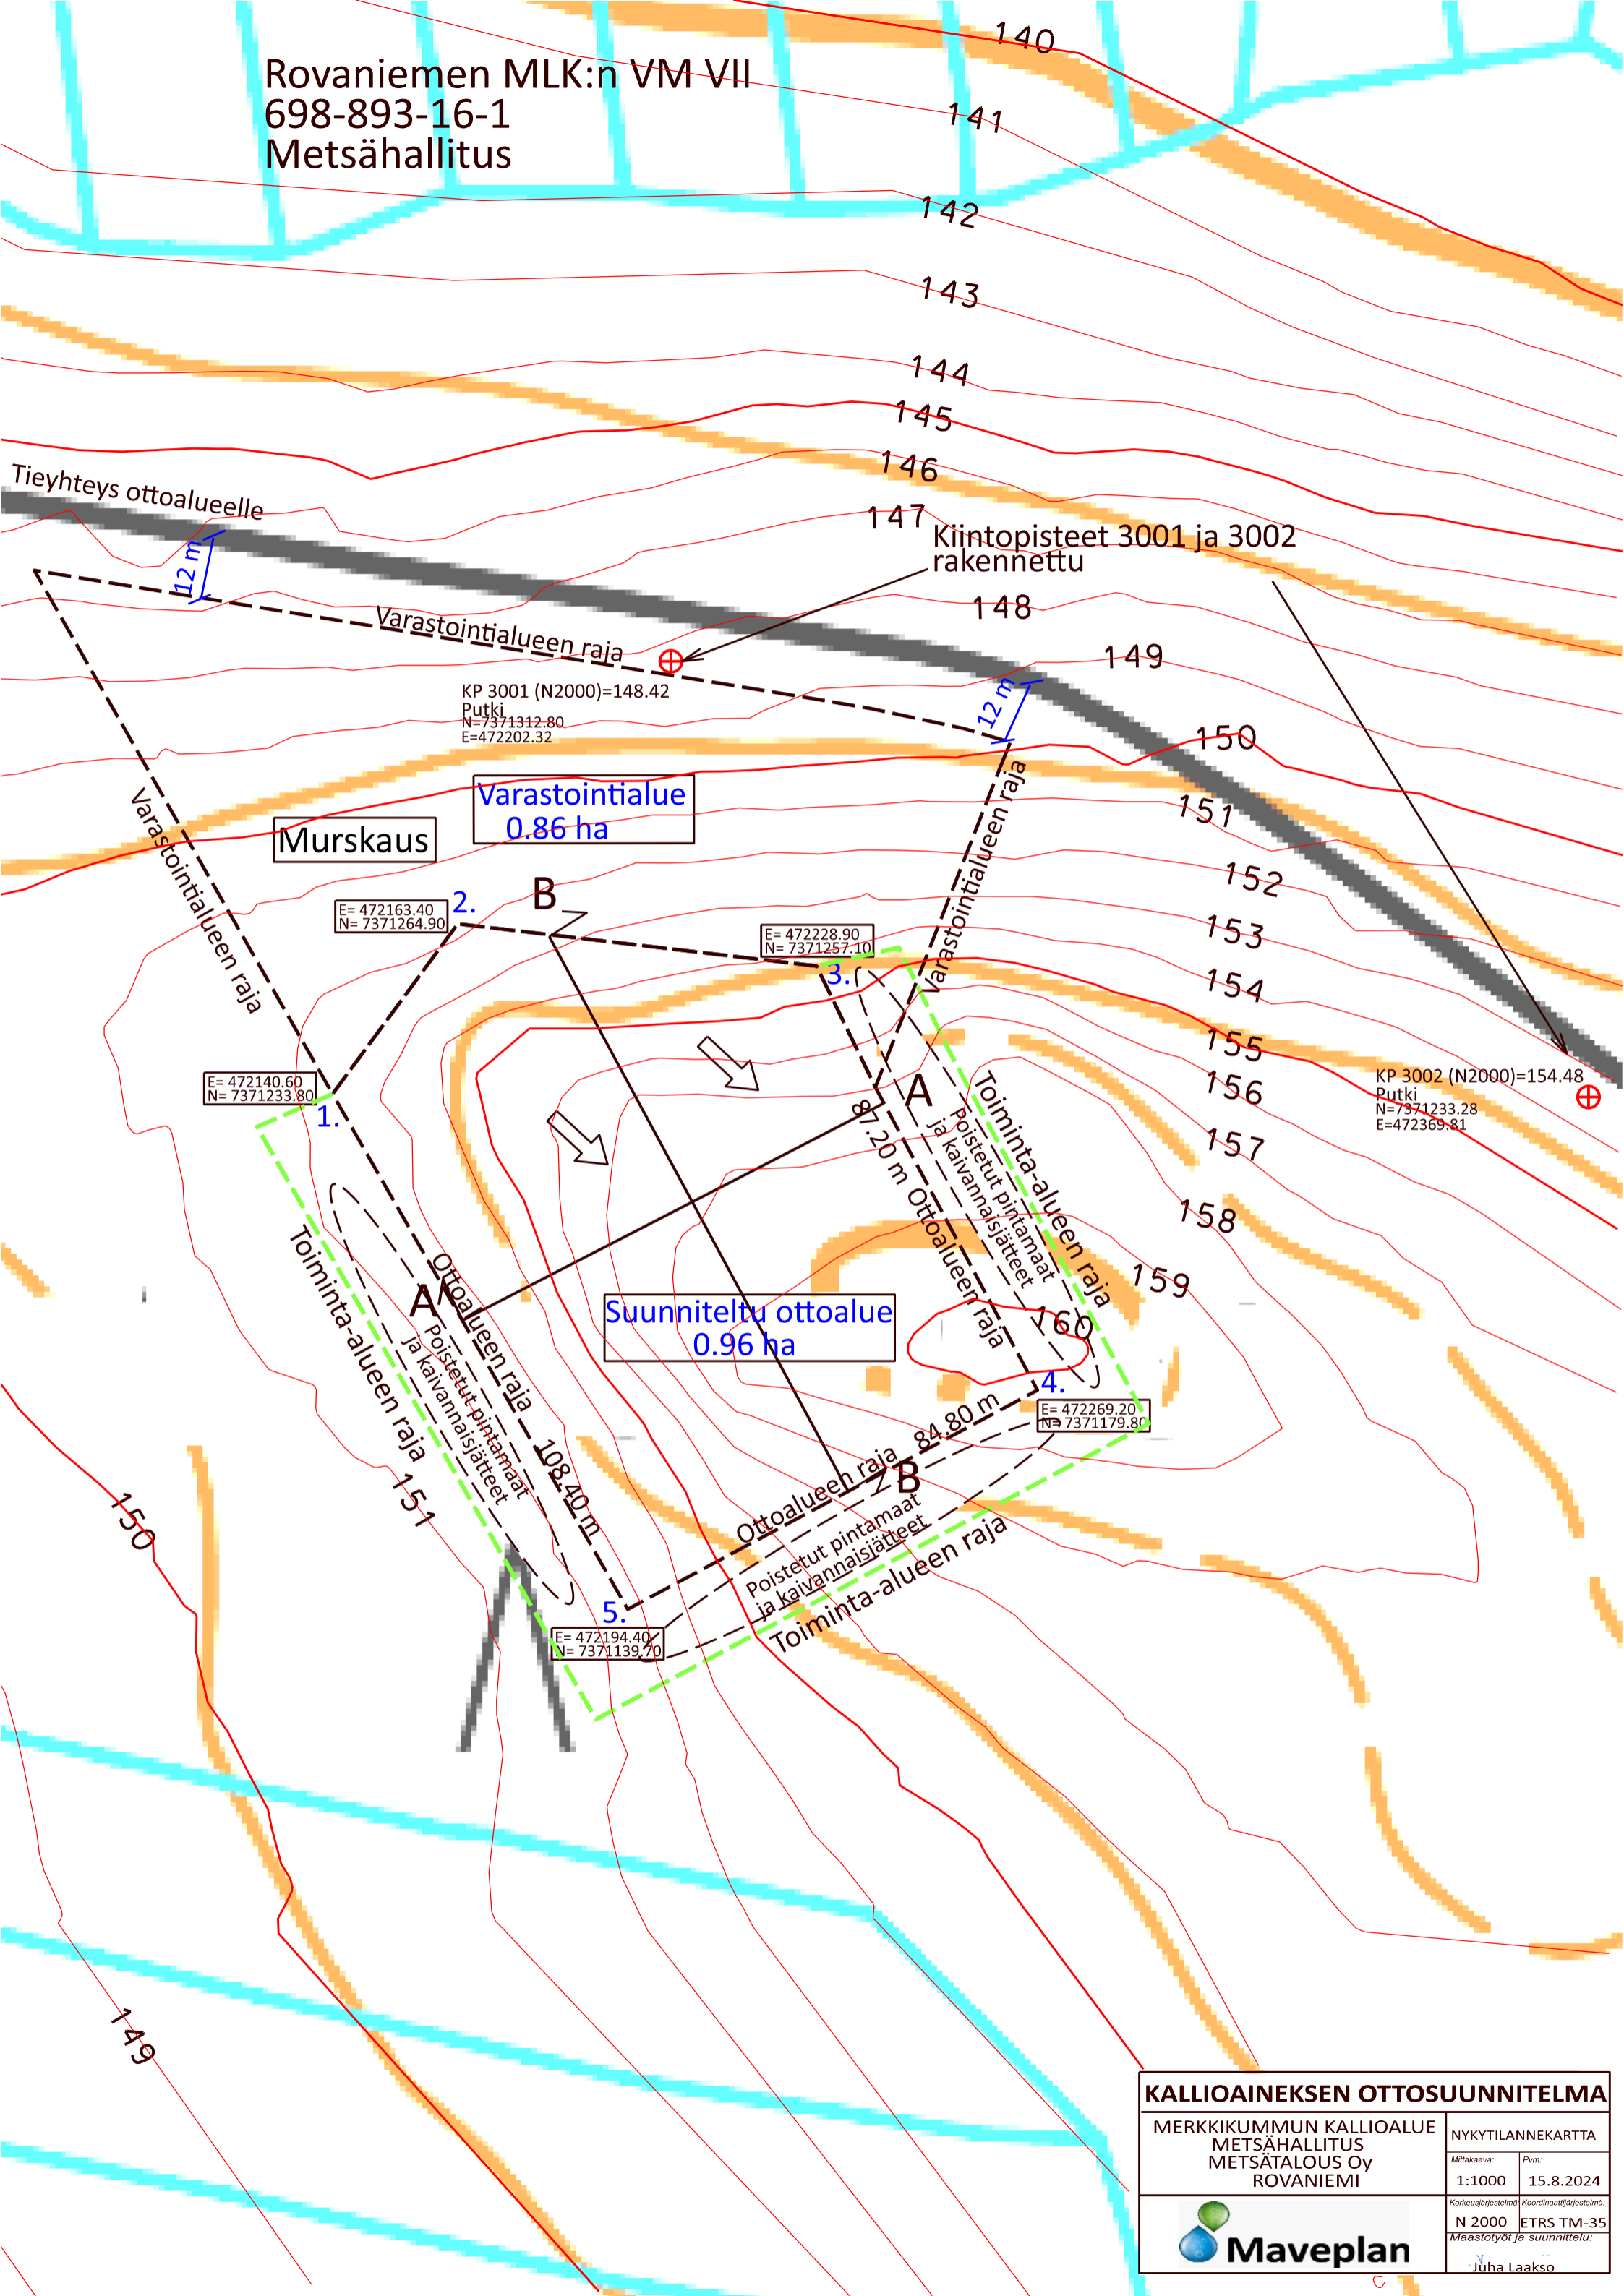 140
Rovaniemen MLK:n VM VII
698-893-16-1
Metsähallitus
141
142
143
144
145
146
147
Tieyhteys ottoalueelle
12 m
Kiintopisteet 3001 ja 3002
rakennettu
148
Varastointialueen raja
149
KP 3001 (N2000)=148.42
Putki
N=7371312.80
E=472202.32
12 m
150
Varastointialue
0.86 ha
Murskaus
Varastointialueen raja
Varastointialueen raja
151
152
153
154
155
156
157
158
159
160
E= 472163.40
N= 7371264.90
2.
B
E= 472228.90
N= 7371257.10
3.
KP 3002 (N2000)=154.48
Putki
N=7371233.28
E=472369.81
E= 472140.60
N= 7371233.80
1.
A
87.20 m
Ottoalueen raja
Poistetut pintamaat
ja kaivannaisjätteet
Toiminta-alueen raja
A
Ottoalueen raja
Toiminta-alueen raja
Poistetut pintamaat
ja kaivannaisjätteet
108.40 m
Suunniteltu ottoalue
0.96 ha
4.
E= 472269.20
N= 7371179.80
84.80 m
Ottoalueen raja
B
Poistetut pintamaat
ja kaivannaisjätteet
Toiminta-alueen raja
5.
E= 472194.40
N= 7371139.70
151
150
149
KALLIOAINEKSEN OTTOSUUNNITELMA
MERKKIKUMMUN KALLIOALUE
METSÄHALLITUS
METSÄTALOUS Oy
ROVANIEMI
NYKYTILANNEKARTTA
Mittakaava:
1:1000
Pvm:
15.8.2024
Korkeusjärjestelmä:
N 2000
Koordinaattijärjestelmä:
ETRS TM-35
Maastotyöt ja suunnittelu:
Juha Laakso
Maveplan